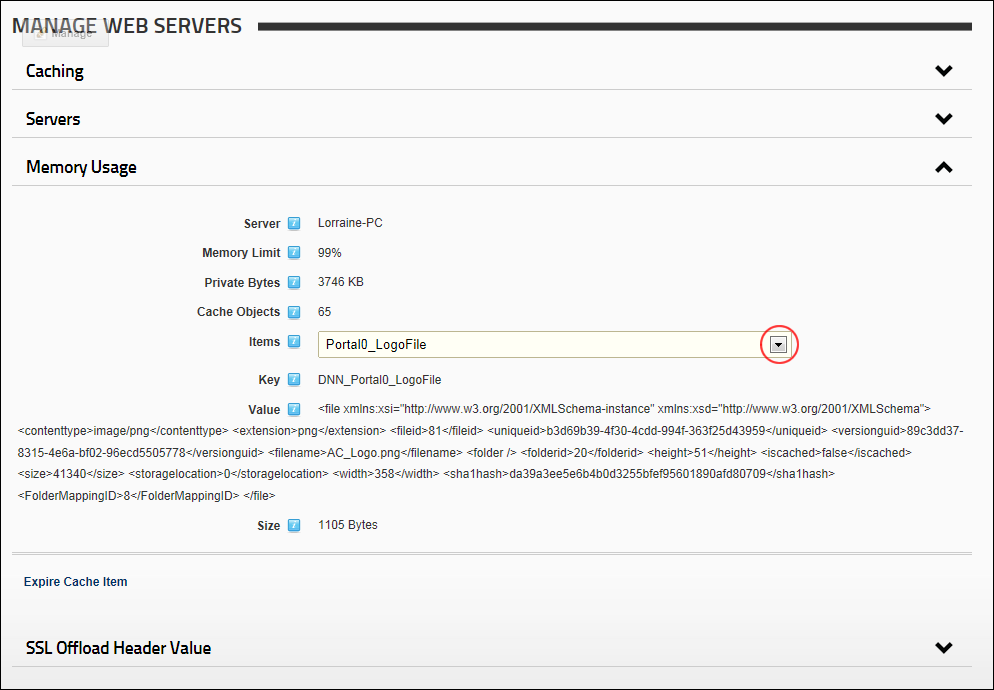 MANAGE WEB SERVERS
Manage
Caching
Servers
Memory Usage
Server Lorraine-PC
Memory Limit 99%
Private Bytes 3746 KB
Cache Objects 65
Items Portal0_LogoFile
Key DNN_Portal0_LogoFile
Value <file xmlns:xsi="http://www.w3.org/2001/XMLSchema-instance" xmlns:xsd="http://www.w3.org/2001/XMLSchema">
<contenttype>image/png</contenttype> <extension>png</extension> <fileid>81</fileid> <uniqueid>b3d69b39-4f30-4cdd-994f-363f25d43959</uniqueid> <versionguid>89c3dd37-
8315-4e6a-bf02-96ecd5505778</versionguid> <filename>AC_Logo.png</filename> <folder /> <folderid>20</folderid> <height>51</height> <iscached>false</iscached>
<size>41340</size> <storagelocation>0</storagelocation> <width>358</width> <sha1hash>da39a3ee5e6b4b0d3255bfef95601890afd80709</sha1hash>
<FolderMappingID>8</FolderMappingID> </file>
Size 1105 Bytes
Expire Cache Item
SSL Offload Header Value